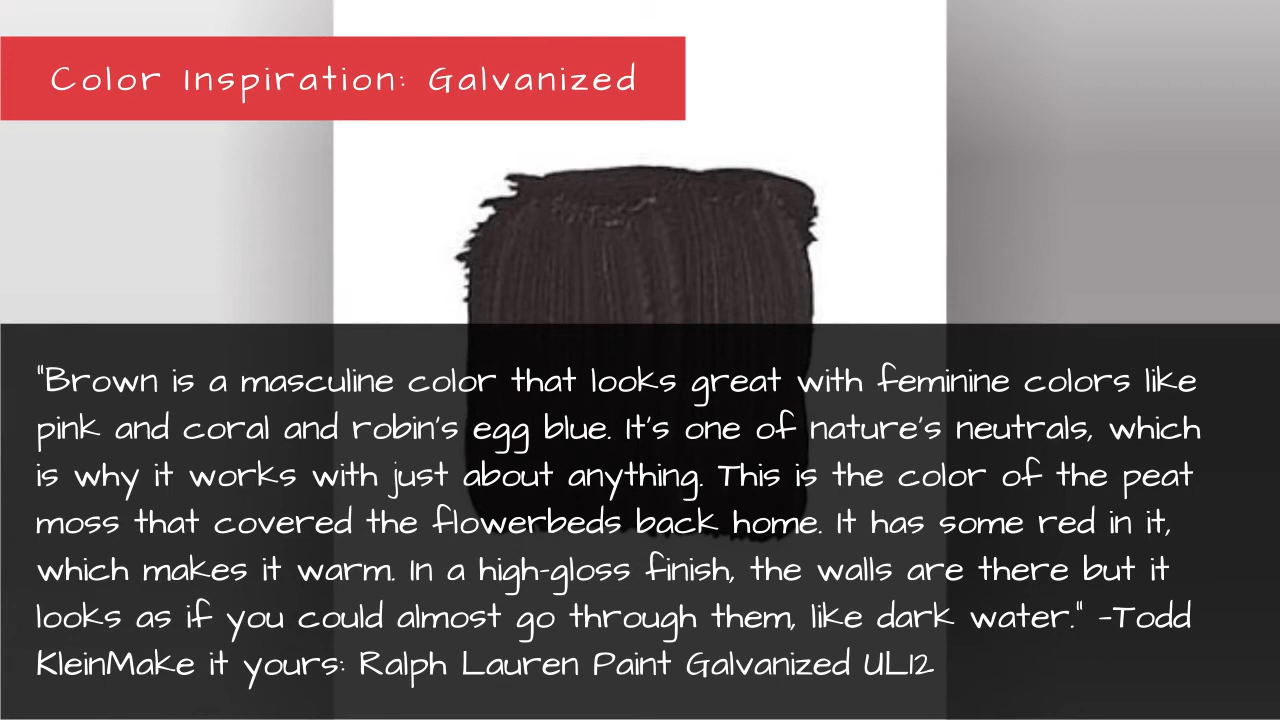 Color Inspiration: Galvanized
"Brown is a masculine color that looks great with feminine colors like
pink and coral and robin's egg blue. It's one of nature's neutrals, which
is why it works with just about anything. This is the color of the peat
moss that covered the flowerbeds back home. It has some red in it,
which makes it warm. In a high-gloss finish, the walls are there but it
looks as if you could almost go through them, like dark water." -Todd
KleinMake it yours: Ralph Lauren Paint Galvanized UL12